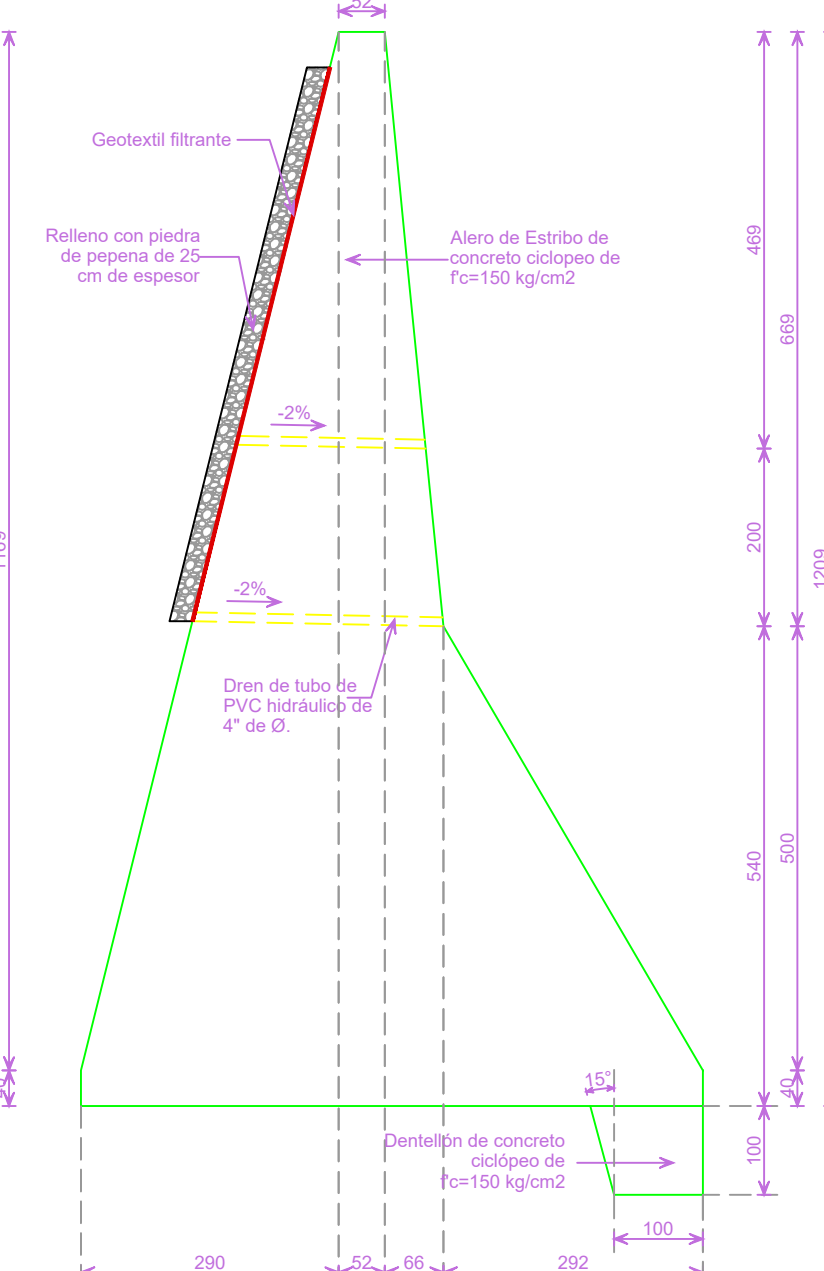 52
Geotextil filtrante
Relleno con piedra
de pepena de 25
cm de espesor
Alero de Estribo de
concreto ciclopeo de
f'c=150 kg/cm2
469
669
-2%
200
1209
-2%
Dren de tubo de
PVC hidráulico de
4" de Ø.
540
500
15°
40
Dentellón de concreto
ciclópeo de
f'c=150 kg/cm2
100
100
290
52
66
292